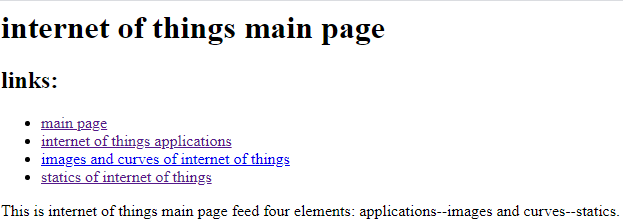 internet of things main page
links:
main page
internet of things applications
images and curves of internet of things
statics of internet of things
This is internet of things main page feed four elements: applications--images and curves--statics.